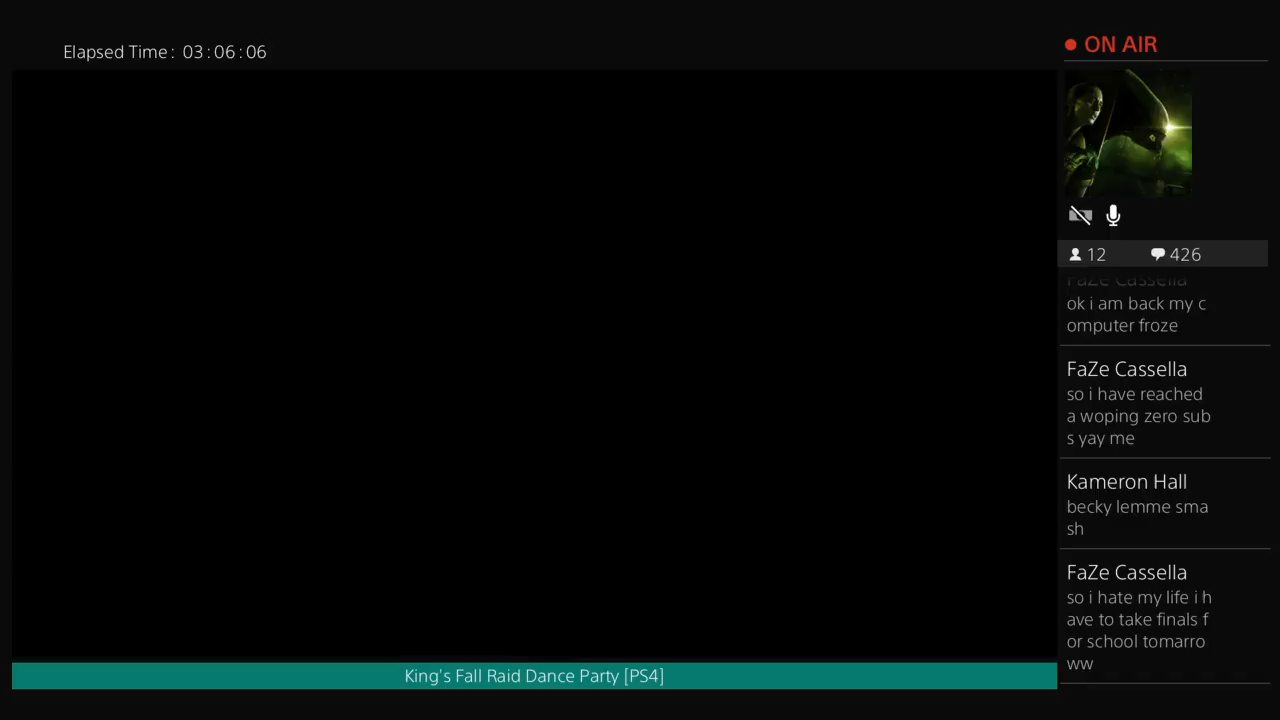 Elapsed Time: 03:06:06
ON AIR
12 426
FaZe Cassella
ok i am back my c
omputer froze
FaZe Cassella
so i have reached
a woping zero sub
s yay me
Kameron Hall
becky lemme sma
sh
FaZe Cassella
so i hate my life i h
ave to take finals f
or school tomarro
ww
King's Fall Raid Dance Party [PS4]